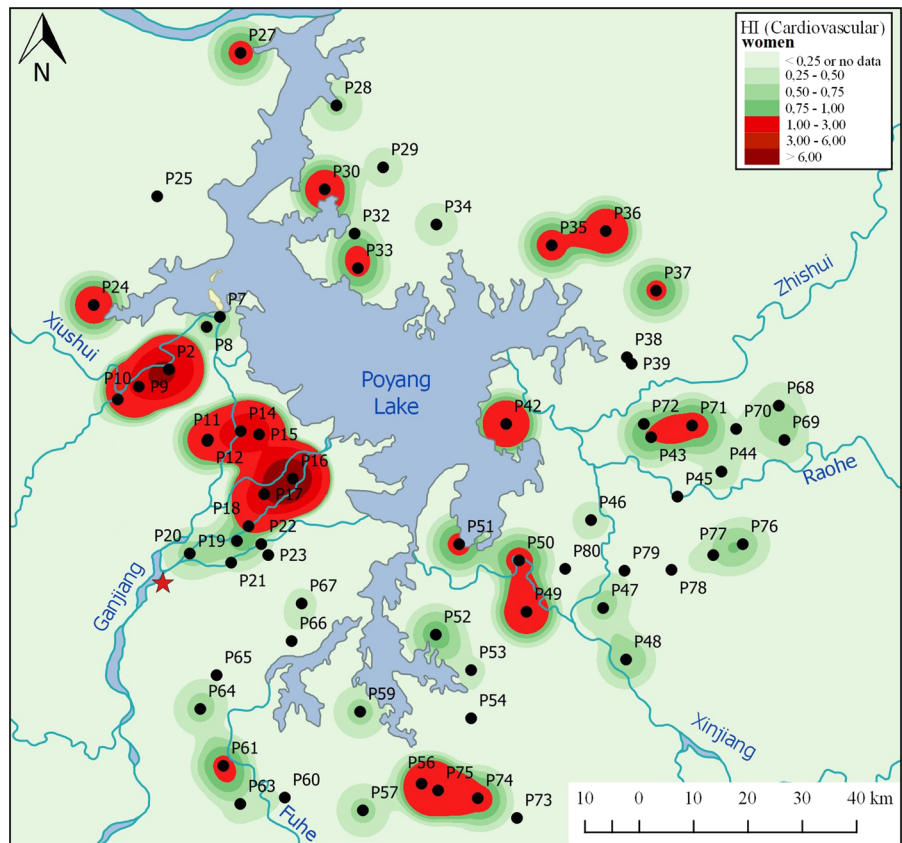 HI (Cardiovascular)
women
< 0,25 or no data
0,25 - 0,50
0,50 - 0,75
0,75 - 1,00
1,00 - 3,00
3,00 - 6,00
> 6,00
N
P27
P28
P29
P25
P30
P34
P32
P36
P35
P33
P37
Zhishui
P24
P7
Xiushui
P8
P38
P39
P2
P10
P9
Poyang
Lake
P68
P42
P11
P14
P72
P71
P70
P69
P15
P12
P43
P16
P44
P45
Raohe
P17
P18
P46
P51
P22
P20
P19
P50
P80
P79
P77
P76
P23
P21
P78
Ganjiang
P67
P49
P47
P52
P66
P48
P65
P53
P64
P59
P54
Xinjiang
P61
P56
P75
P74
P63
P60
P57
P73
Fuhe
10 0 10 20 30 40 km